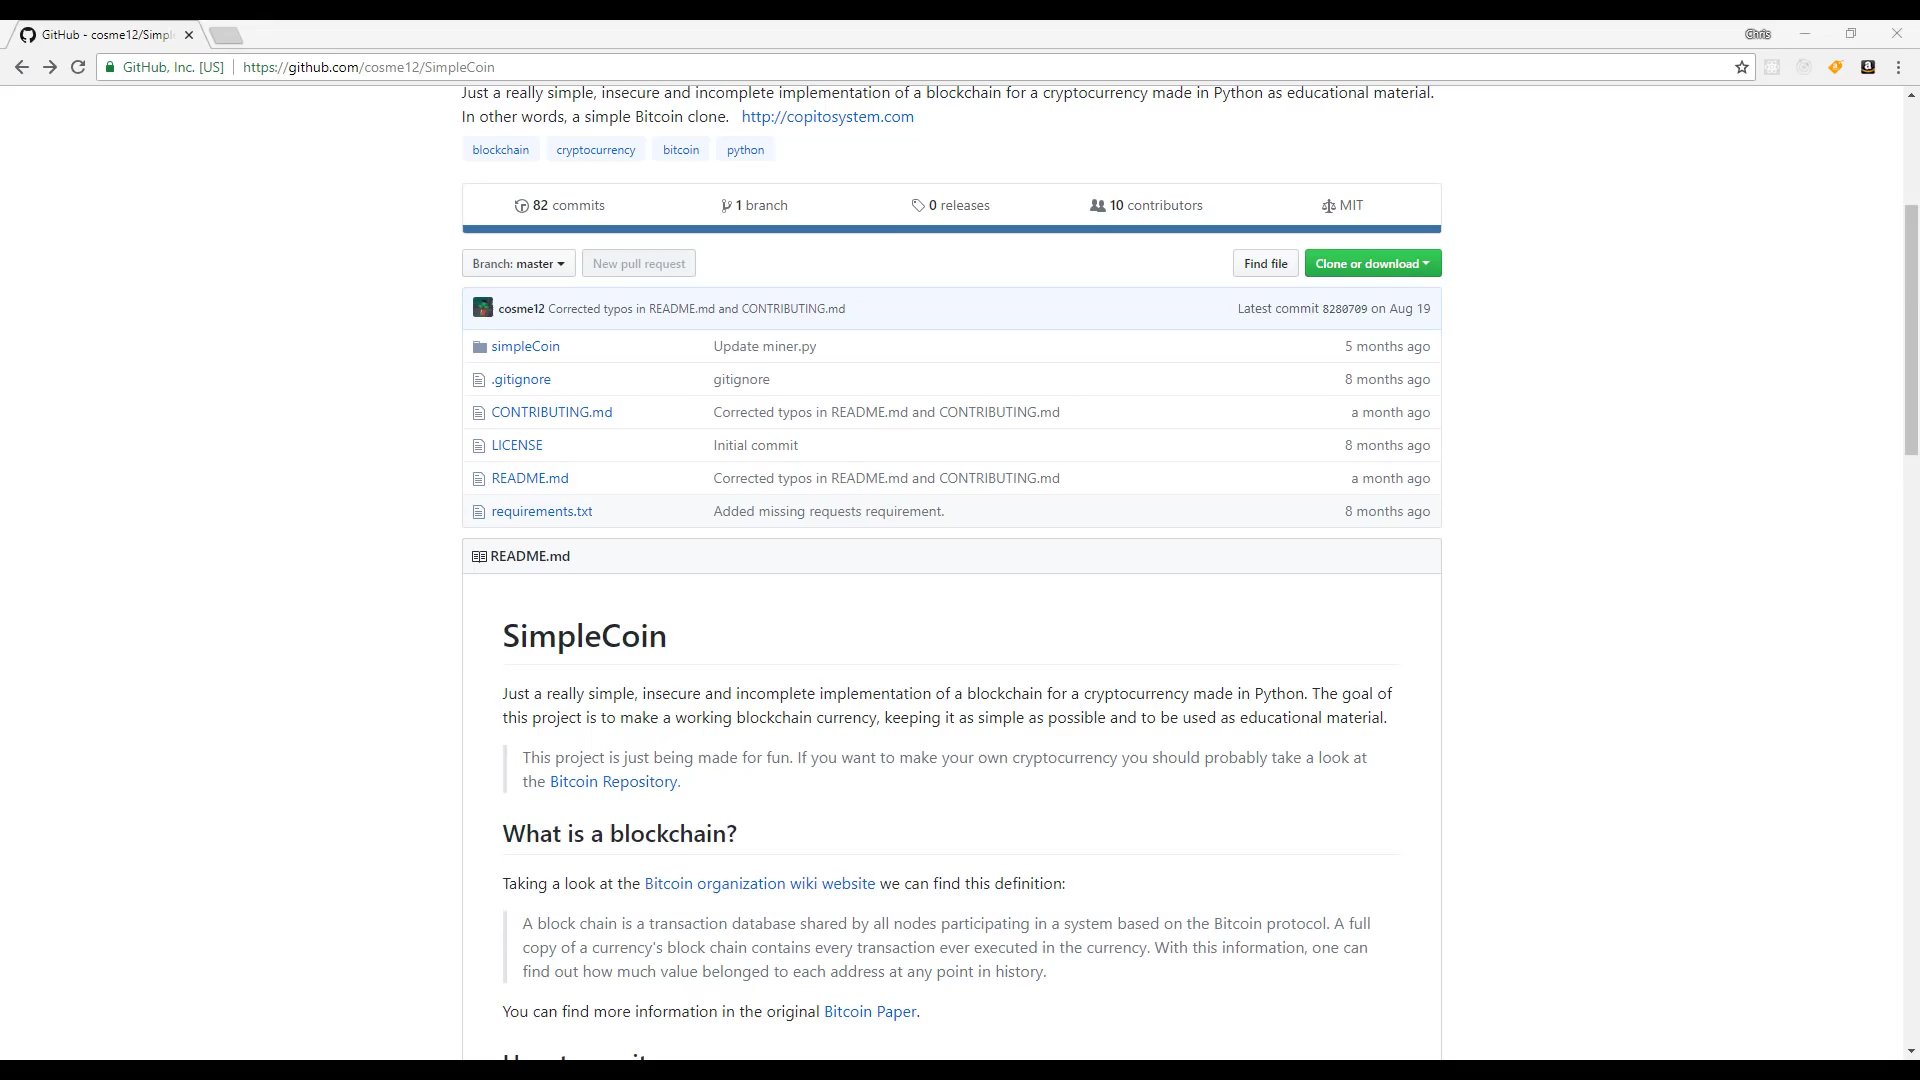 GitHub - cosme12/Simpl
Chris
GitHub, Inc. [US]
https://github.com/cosme12/SimpleCoin
Just a really simple, insecure and incomplete implementation of a blockchain for a cryptocurrency made in Python as educational material.
In other words, a simple Bitcoin clone. http://copitosystem.com
blockchain cryptocurrency bitcoin python
82 commits 1 branch 0 releases 10 contributors MIT
Branch: master New pull request Find file Clone or download
cosme12 Corrected typos in README.md and CONTRIBUTING.md Latest commit 8280709 on Aug 19
simpleCoin Update miner.py 5 months ago
.gitignore gitignore 8 months ago
CONTRIBUTING.md Corrected typos in README.md and CONTRIBUTING.md a month ago
LICENSE Initial commit 8 months ago
README.md Corrected typos in README.md and CONTRIBUTING.md a month ago
requirements.txt Added missing requests requirement. 8 months ago
README.md
SimpleCoin
Just a really simple, insecure and incomplete implementation of a blockchain for a cryptocurrency made in Python. The goal of
this project is to make a working blockchain currency, keeping it as simple as possible and to be used as educational material.
This project is just being made for fun. If you want to make your own cryptocurrency you should probably take a look at
the Bitcoin Repository.
What is a blockchain?
Taking a look at the Bitcoin organization wiki website we can find this definition:
A block chain is a transaction database shared by all nodes participating in a system based on the Bitcoin protocol. A full
copy of a currency's block chain contains every transaction ever executed in the currency. With this information, one can
find out how much value belonged to each address at any point in history.
You can find more information in the original Bitcoin Paper.